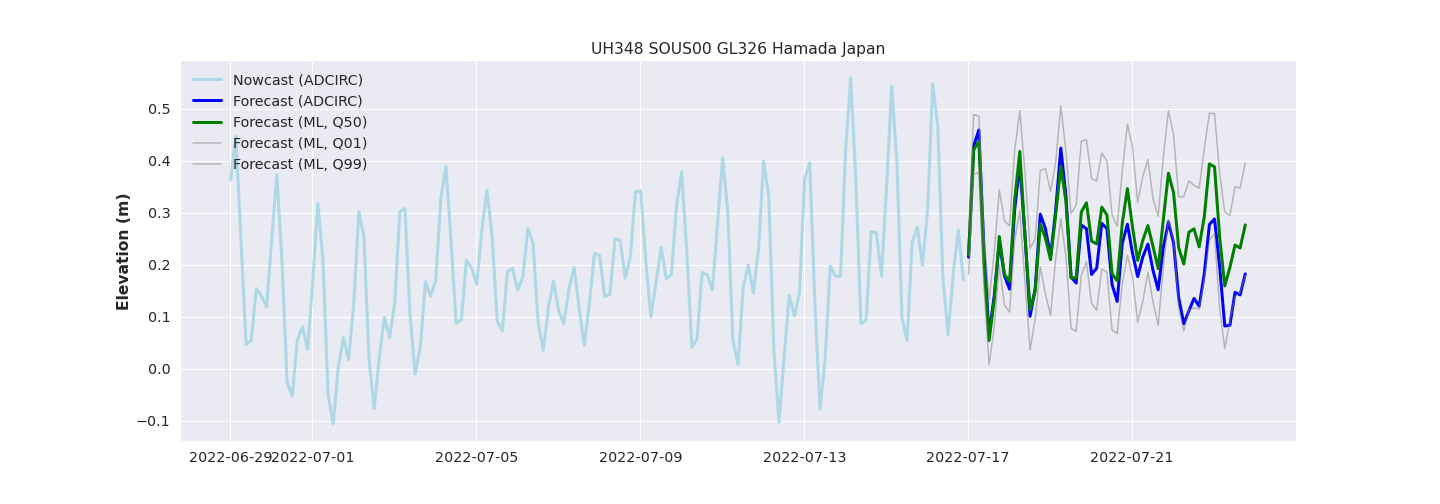 UH348 SOUS00 GL326 Hamada Japan
Nowcast (ADCIRC)
Forecast (ADCIRC)
Forecast (ML, Q50)
Forecast (ML, Q01)
Forecast (ML, Q99)
Elevation (m)
0.5
0.4
0.3
0.2
0.1
0.0
−0.1
2022-06-29 2022-07-01 2022-07-05 2022-07-09 2022-07-13 2022-07-17 2022-07-21